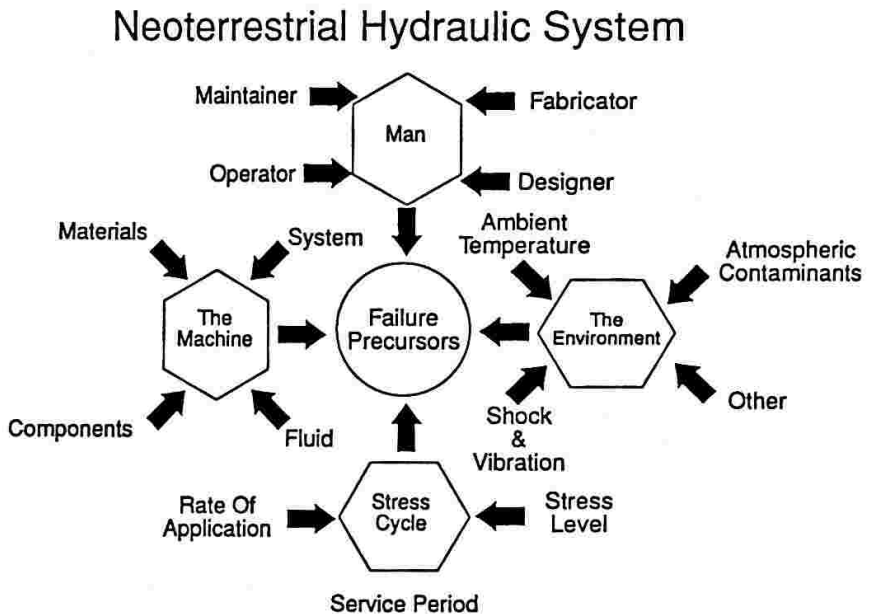 Neoterrestrial Hydraulic System
Maintainer
Fabricator
Man
Operator
Designer
Materials
System
Ambient
Temperature
Atmospheric
Contaminants
The
Machine
Failure
Precursors
The
Environment
Components
Fluid
Shock
&
Vibration
Other
Rate Of
Application
Stress
Cycle
Stress
Level
Service Period